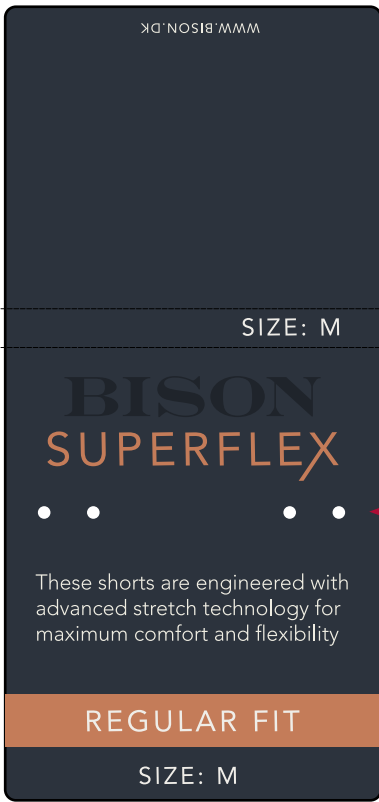 WWW.BISON.DK
SIZE: M
BISON
SUPERFLEX
These shorts are engineered with
advanced stretch technology for
maximum comfort and flexibility
REGULAR FIT
SIZE: M